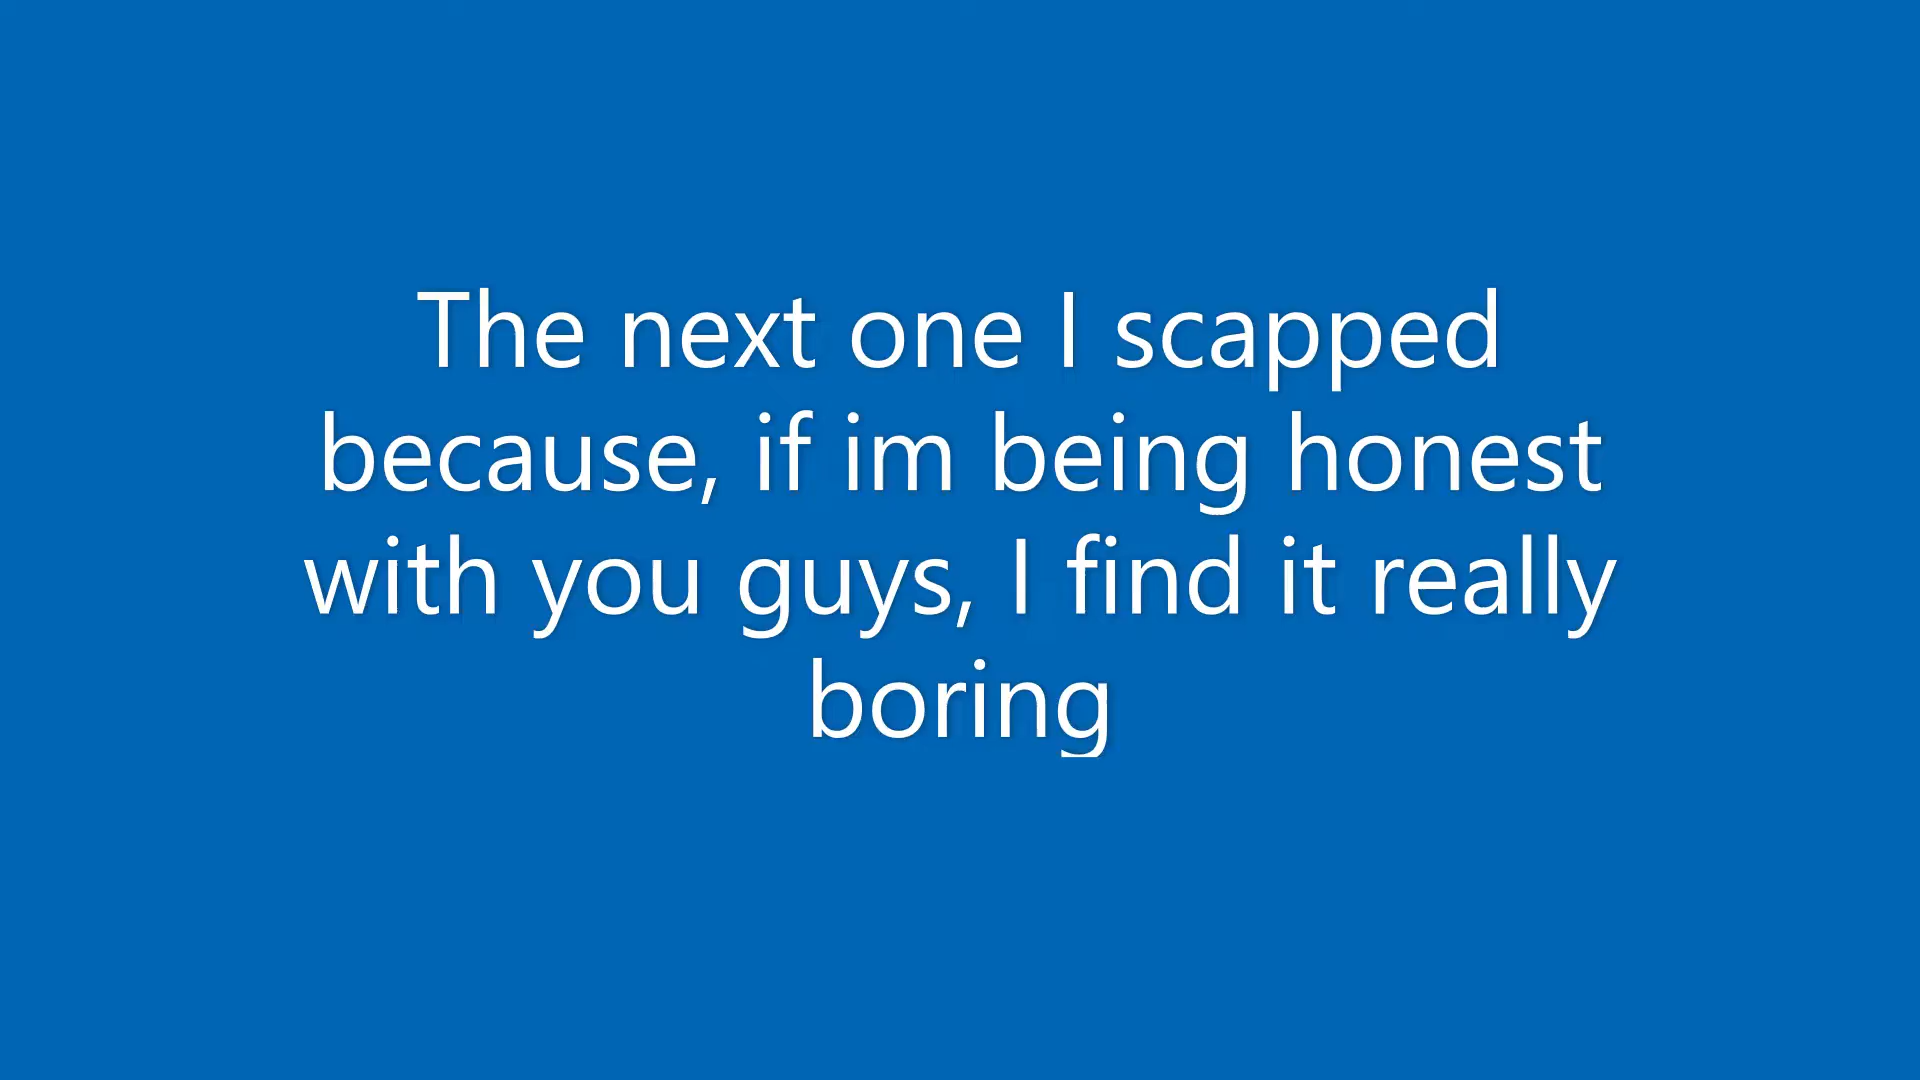 The next one I scapped
because, if im being honest
with you guys, I find it really
boring